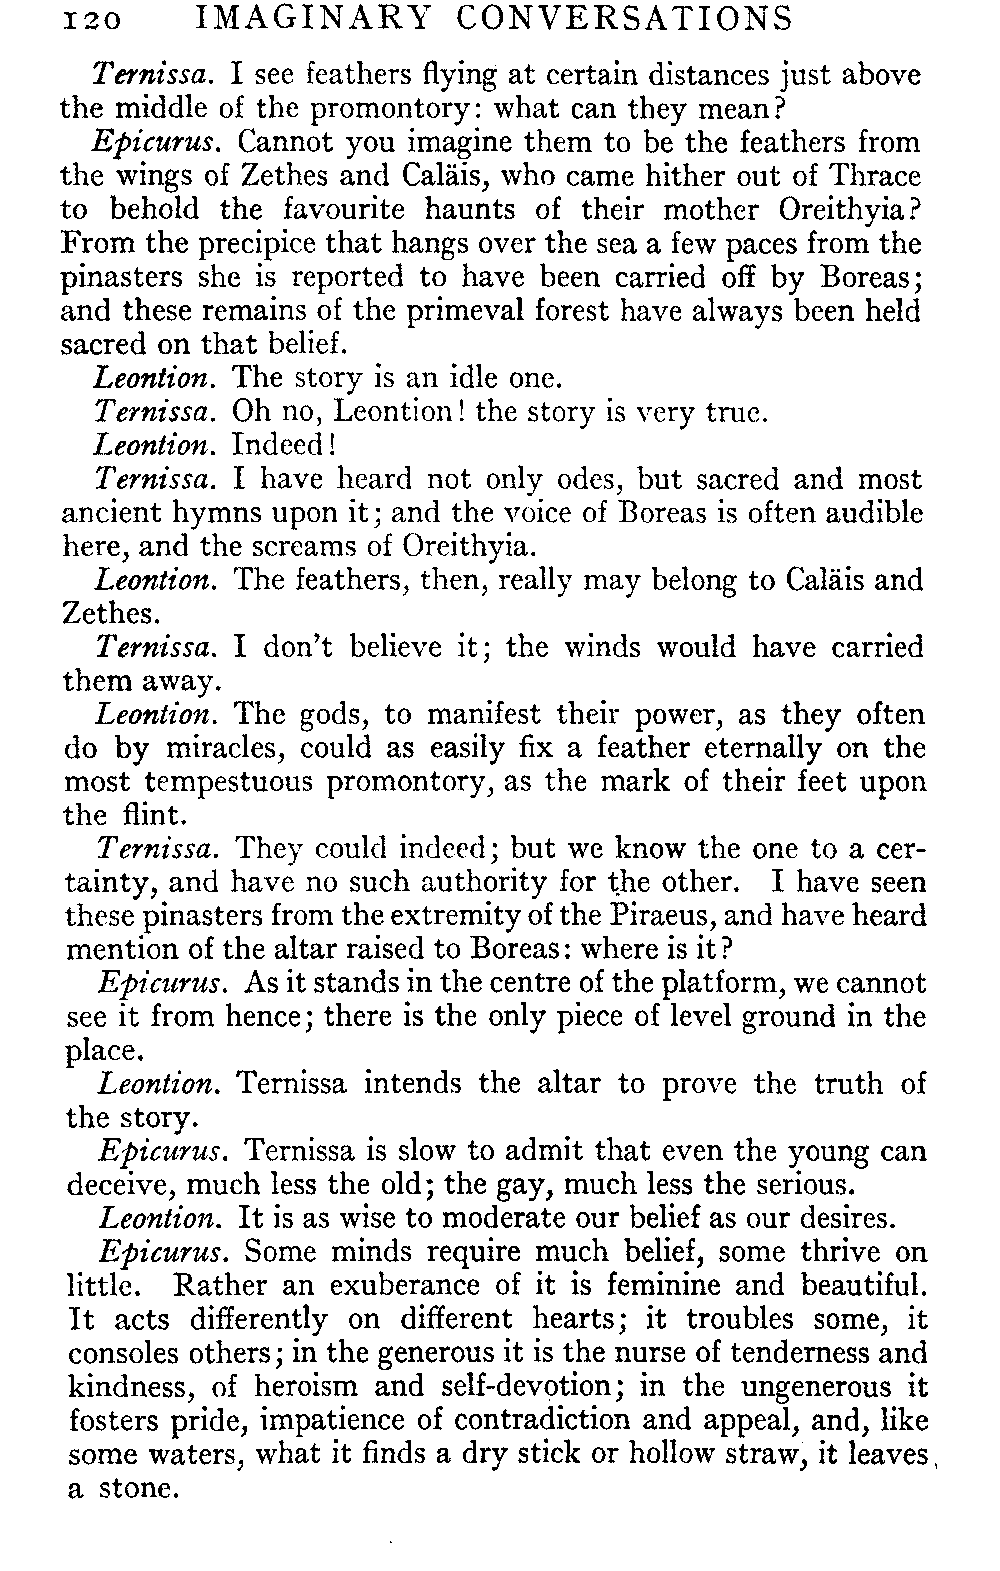 120 IMAGINARY CONVERSATIONS
Ternissa. I see feathers flying at certain distances just above
the middle of the promontory: what can they mean?
Epicurus. Cannot you imagine them to be the feathers from
the wings of Zethes and Caläis, who came hither out of Thrace
to behold the favourite haunts of their mother Oreithyia?
From the precipice that hangs over the sea a few paces from the
pinasters she is reported to have been carried off by Boreas;
and these remains of the primeval forest have always been held
sacred on that belief.
Leontion. The story is an idle one.
Ternissa. Oh no, Leontion! the story is very true.
Leontion. Indeed!
Ternissa. I have heard not only odes, but sacred and most
ancient hymns upon it; and the voice of Boreas is often audible
here, and the screams of Oreithyia.
Leontion. The feathers, then, really may belong to Caläis and
Zethes.
Ternissa. I don't believe it; the winds would have carried
them away.
Leontion. The gods, to manifest their power, as they often
do by miracles, could as easily fix a feather eternally on the
most tempestuous promontory, as the mark of their feet upon
the flint.
Ternissa. They could indeed; but we know the one to a cer-
tainty, and have no such authority for the other. I have seen
these pinasters from the extremity of the Piraeus, and have heard
mention of the altar raised to Boreas: where is it?
Epicurus. As it stands in the centre of the platform, we cannot
see it from hence; there is the only piece of level ground in the
place.
Leontion. Ternissa intends the altar to prove the truth of
the story.
Epicurus. Ternissa is slow to admit that even the young can
deceive, much less the old; the gay, much less the serious.
Leontion. It is as wise to moderate our belief as our desires.
Epicurus. Some minds require much belief, some thrive on
little. Rather an exuberance of it is feminine and beautiful.
It acts differently on different hearts; it troubles some, it
consoles others; in the generous it is the nurse of tenderness and
kindness, of heroism and self-devotion; in the ungenerous it
fosters pride, impatience of contradiction and appeal, and, like
some waters, what it finds a dry stick or hollow straw, it leaves
a stone.